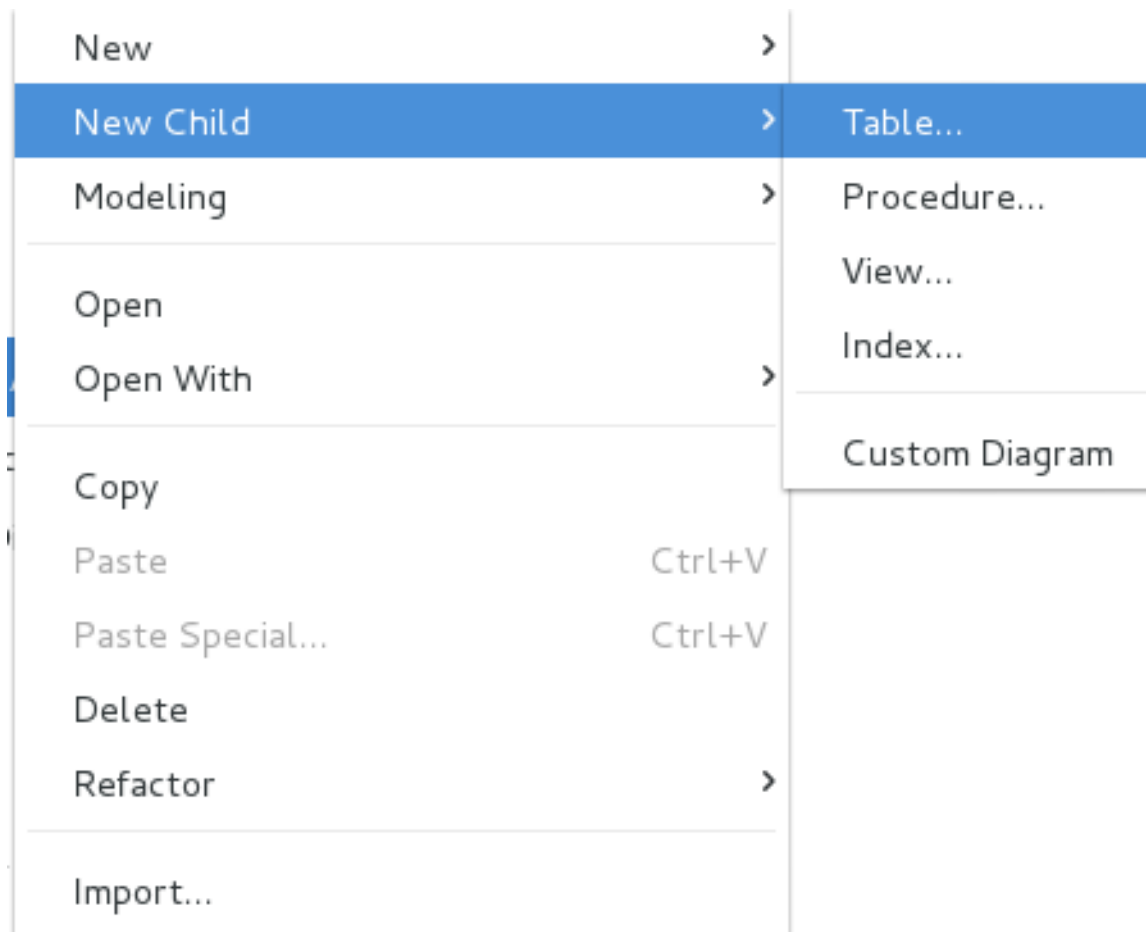 New
New Child
Modeling
Open
Open With
Copy
Paste Ctrl+V
Paste Special... Ctrl+V
Delete
Refactor
Import...
Table...
Procedure...
View...
Index...
Custom Diagram